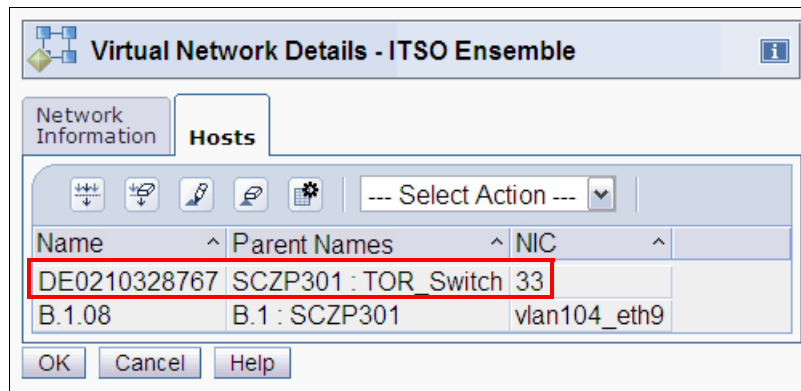 Virtual Network Details - ITSO Ensemble
Network
Information
Hosts
--- Select Action ---
Name Parent Names NIC
DE0210328767 SCZP301 : TOR_Switch 33
B.1.08 B.1 : SCZP301 vlan104_eth9
OK Cancel Help